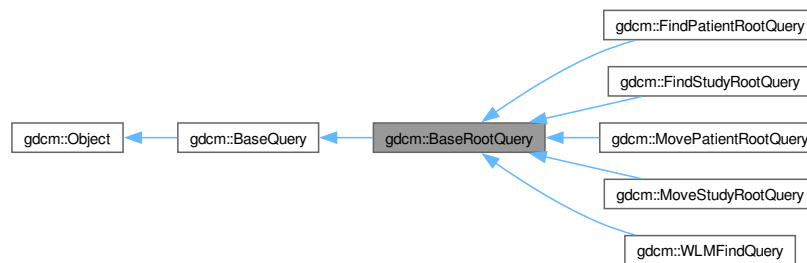 gdcm::FindPatientRootQuery
gdcm::FindStudyRootQuery
gdcm::Object
gdcm::BaseQuery
gdcm::BaseRootQuery
gdcm::MovePatientRootQuery
gdcm::MoveStudyRootQuery
gdcm::WLMFindQuery